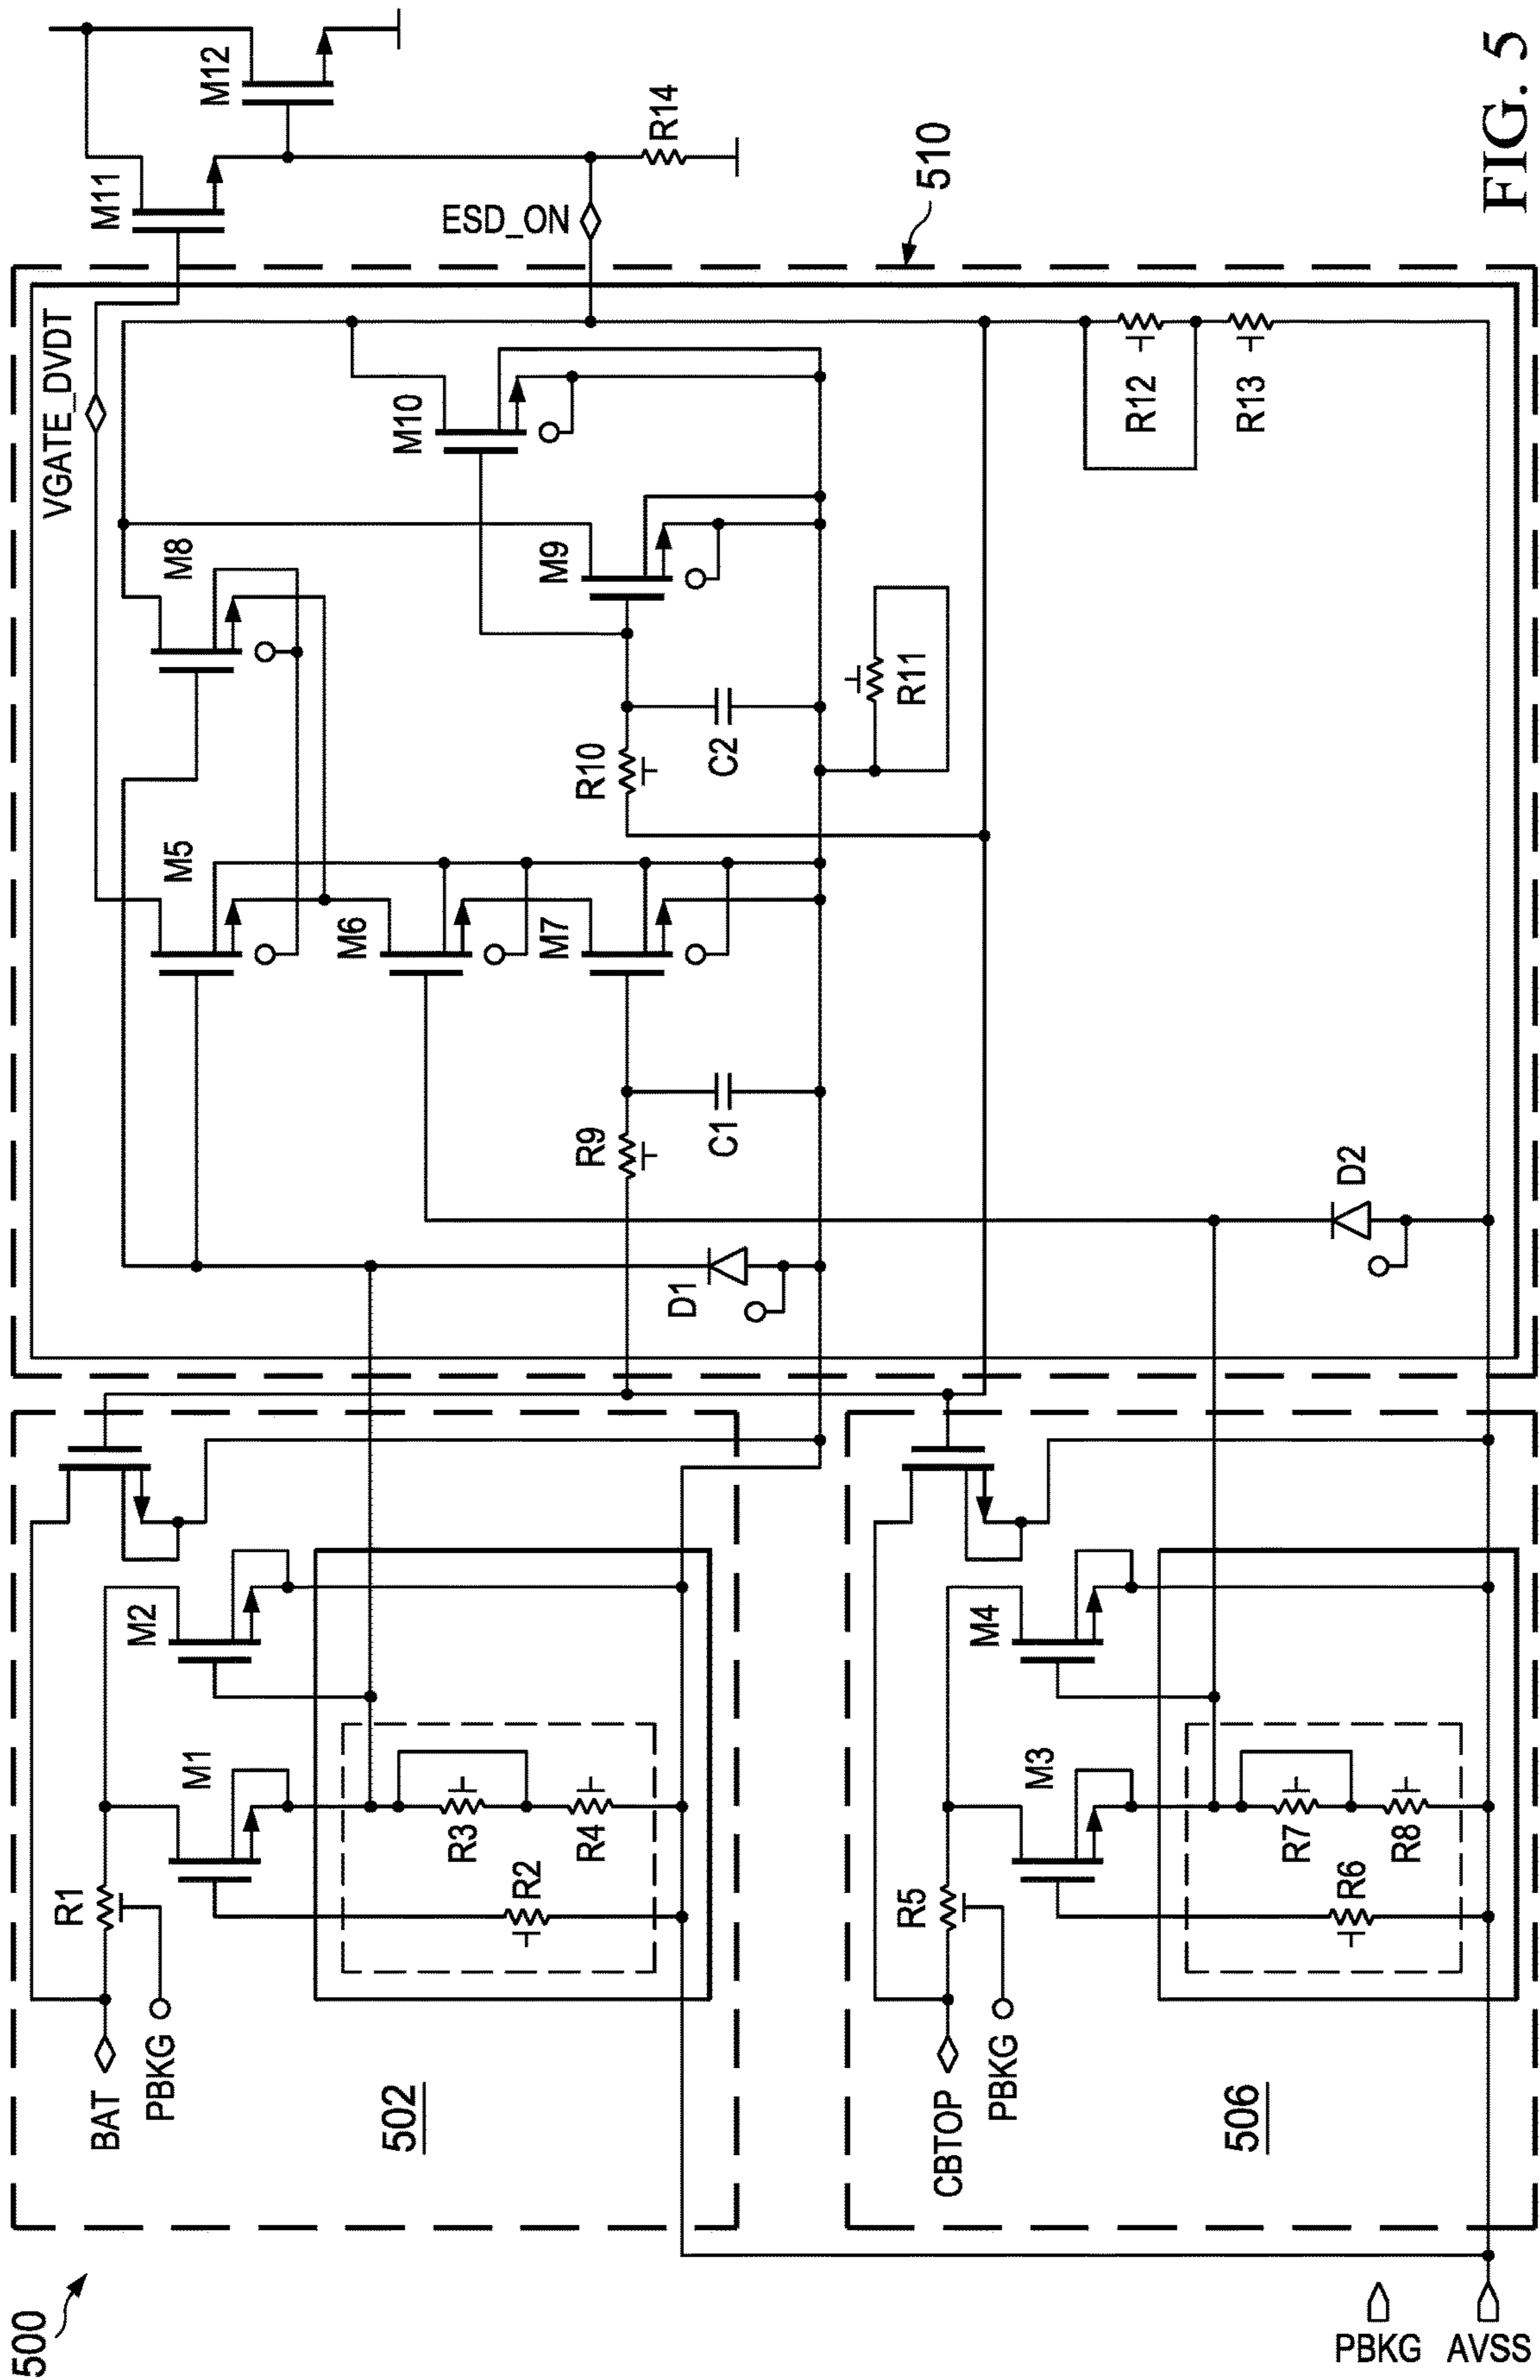 500
BAT
PBKG
R1
M1
M2
R2
R3
R4
502
CBTOP
PBKG
R5
M3
M4
R6
R7
R8
506
PBKG
AVSS
D1
D2
R9
C1
M5
M6
M7
R10
C2
R11
M8
M9
M10
VGATE_DVDT
R12
R13
510
ESD_ON
M11
M12
R14
FIG. 5